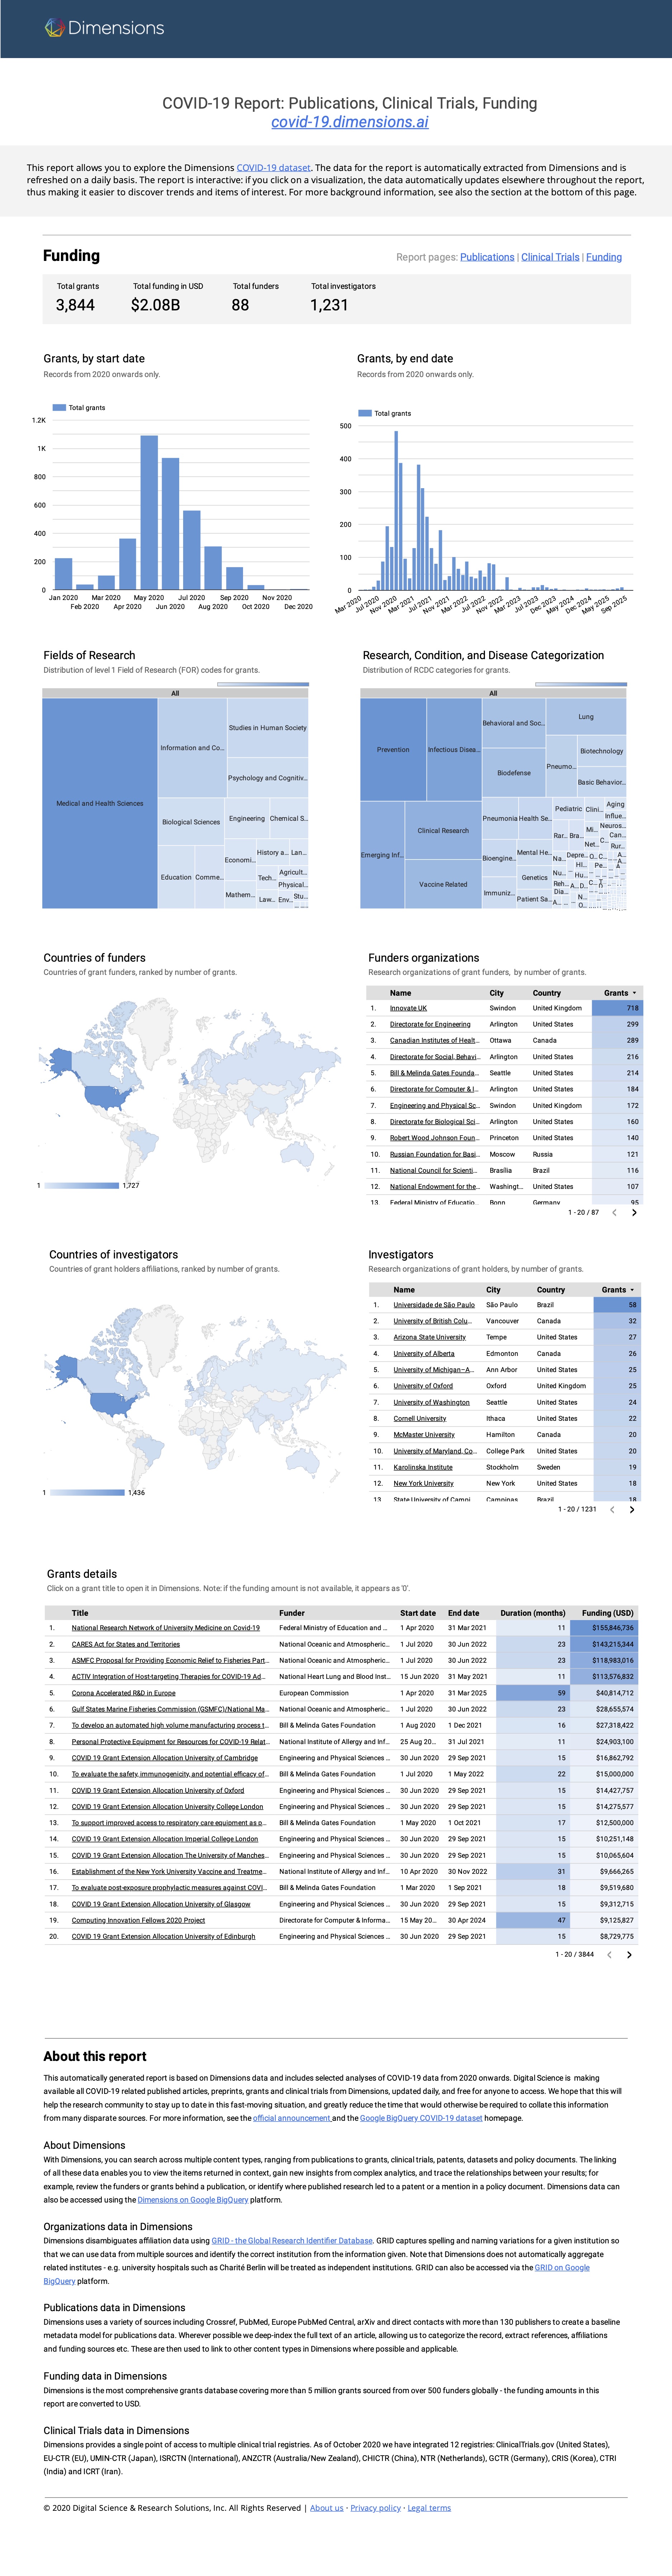 Dimensions
COVID-19 Report: Publications, Clinical Trials, Funding
covid-19.dimensions.ai
This report allows you to explore the Dimensions COVID-19 dataset. The data for the report is automatically extracted from Dimensions and is
refreshed on a daily basis. The report is interactive: if you click on a visualization, the data automatically updates elsewhere throughout the report,
thus making it easier to discover trends and items of interest. For more background information, see also the section at the bottom of this page.
Funding
Report pages: Publications | Clinical Trials | Funding
Total grants
3,844
Total funding in USD
$2.08B
Total funders
88
Total investigators
1,231
Grants, by start date
Records from 2020 onwards only.
Total grants
1.2K
1K
800
600
400
200
0
Jan 2020
Feb 2020
Mar 2020
Apr 2020
May 2020
Jun 2020
Jul 2020
Aug 2020
Sep 2020
Oct 2020
Nov 2020
Dec 2020
Grants, by end date
Records from 2020 onwards only.
Total grants
500
400
300
200
100
0
Mar 2020
Jul 2020
Nov 2020
Mar 2021
Jul 2021
Nov 2021
Mar 2022
Jul 2022
Nov 2022
Mar 2023
Jul 2023
Dec 2023
May 2024
Dec 2024
May 2025
Sep 2025
Fields of Research
Distribution of level 1 Field of Research (FOR) codes for grants.
All
Medical and Health Sciences
Information and Co...
Studies in Human Society
Psychology and Cognitiv...
Biological Sciences
Engineering
Chemical S...
Education
Comme...
Economi...
History a...
Lan...
Tech...
Agricult...
Physical...
Mathem...
Law...
Env...
Stu...
Research, Condition, and Disease Categorization
Distribution of RCDC categories for grants.
All
Prevention
Infectious Disea...
Behavioral and Soc...
Lung
Biodefense
Pneumo...
Biotechnology
Basic Behavior...
Emerging Inf...
Clinical Research
Vaccine Related
Pneumonia
Health Se...
Pediatric
Clini...
Aging
Influe...
Bioengine...
Mental He...
Rar...
Bra...
Mi...
Neuros...
Can...
Net...
C...
Rur...
Immuniz...
Genetics
Patient Sa...
Na...
Depre...
Nu...
Hi...
Hu...
Reh...
Dia...
Pe...
Countries of funders
Countries of grant funders, ranked by number of grants.
1
1,727
Funders organizations
Research organizations of grant funders, by number of grants.
Name City Country Grants
1. Innovate UK Swindon United Kingdom 718
2. Directorate for Engineering Arlington United States 299
3. Canadian Institutes of Healt... Ottawa Canada 289
4. Directorate for Social, Behavi... Arlington United States 216
5. Bill & Melinda Gates Founda... Seattle United States 214
6. Directorate for Computer & I... Arlington United States 184
7. Engineering and Physical Sc... Swindon United Kingdom 172
8. Directorate for Biological Sci... Arlington United States 160
9. Robert Wood Johnson Foun... Princeton United States 140
10. Russian Foundation for Basi... Moscow Russia 121
11. National Council for Scienti... Brasília Brazil 116
12. National Endowment for the... Washingt... United States 107
13. Federal Ministry of Educatio... Bonn Germany 95
1 - 20 / 87
Countries of investigators
Countries of grant holders affiliations, ranked by number of grants.
1
1,436
Investigators
Research organizations of grant holders, by number of grants.
Name City Country Grants
1. Universidade de São Paulo São Paulo Brazil 58
2. University of British Colu... Vancouver Canada 32
3. Arizona State University Tempe United States 27
4. University of Alberta Edmonton Canada 26
5. University of Michigan–A... Ann Arbor United States 25
6. University of Oxford Oxford United Kingdom 25
7. University of Washington Seattle United States 24
8. Cornell University Ithaca United States 22
9. McMaster University Hamilton Canada 20
10. University of Maryland, Co... College Park United States 20
11. Karolinska Institute Stockholm Sweden 19
12. New York University New York United States 18
13. State University of Campi... Campinas Brazil 18
1 - 20 / 1231
Grants details
Click on a grant title to open it in Dimensions. Note: if the funding amount is not available, it appears as '0'.
Title Funder Start date End date Duration (months) Funding (USD)
1. National Research Network of University Medicine on Covid-19 Federal Ministry of Education and ... 1 Apr 2020 31 Mar 2021 11 $155,846,736
2. CARES Act for States and Territories National Oceanic and Atmospheric... 1 Jul 2020 30 Jun 2022 23 $143,215,344
3. ASMFC Proposal for Providing Economic Relief to Fisheries Part... National Oceanic and Atmospheric... 1 Jul 2020 30 Jun 2022 23 $118,983,016
4. ACTIV Integration of Host-targeting Therapies for COVID-19 Ad... National Heart Lung and Blood Inst... 15 Jun 2020 31 May 2021 11 $113,576,832
5. Corona Accelerated R&D in Europe European Commission 1 Apr 2020 31 Mar 2025 59 $40,814,712
6. Gulf States Marine Fisheries Commission (GSMFC)/National Ma... National Oceanic and Atmospheric... 1 Jul 2020 30 Jun 2022 23 $28,655,574
7. To develop an automated high volume manufacturing process t... Bill & Melinda Gates Foundation 1 Aug 2020 1 Dec 2021 16 $27,318,422
8. Personal Protective Equipment for Resources for COVID-19 Relat... National Institute of Allergy and Inf... 25 Aug 20... 31 Jul 2021 11 $24,903,100
9. COVID 19 Grant Extension Allocation University of Cambridge Engineering and Physical Sciences ... 30 Jun 2020 29 Sep 2021 15 $16,862,792
10. To evaluate the safety, immunogenicity, and potential efficacy of... Bill & Melinda Gates Foundation 1 Jul 2020 1 May 2022 22 $15,000,000
11. COVID 19 Grant Extension Allocation University of Oxford Engineering and Physical Sciences ... 30 Jun 2020 29 Sep 2021 15 $14,427,757
12. COVID 19 Grant Extension Allocation University College London Engineering and Physical Sciences ... 30 Jun 2020 29 Sep 2021 15 $14,275,577
13. To support improved access to respiratory care equipment as p... Bill & Melinda Gates Foundation 1 May 2020 1 Oct 2021 17 $12,500,000
14. COVID 19 Grant Extension Allocation Imperial College London Engineering and Physical Sciences ... 30 Jun 2020 29 Sep 2021 15 $10,251,148
15. COVID 19 Grant Extension Allocation The University of Manches... Engineering and Physical Sciences ... 30 Jun 2020 29 Sep 2021 15 $10,065,604
16. Establishment of the New York University Vaccine and Treatme... National Institute of Allergy and Inf... 10 Apr 2020 30 Nov 2022 31 $9,666,265
17. To evaluate post-exposure prophylactic measures against COVI... Bill & Melinda Gates Foundation 1 Mar 2020 1 Sep 2021 18 $9,519,680
18. COVID 19 Grant Extension Allocation University of Glasgow Engineering and Physical Sciences ... 30 Jun 2020 29 Sep 2021 15 $9,312,715
19. Computing Innovation Fellows 2020 Project Directorate for Computer & Informa... 15 May 20... 30 Apr 2024 47 $9,125,827
20. COVID 19 Grant Extension Allocation University of Edinburgh Engineering and Physical Sciences ... 30 Jun 2020 29 Sep 2021 15 $8,729,775
1 - 20 / 3844
About this report
This automatically generated report is based on Dimensions data and includes selected analyses of COVID-19 data from 2020 onwards. Digital Science is making
available all COVID-19 related published articles, preprints, grants and clinical trials from Dimensions, updated daily, and free for anyone to access. We hope that this will
help the research community to stay up to date in this fast-moving situation, and greatly reduce the time that would otherwise be required to collate this information
from many disparate sources. For more information, see the official announcement and the Google BigQuery COVID-19 dataset homepage.
About Dimensions
With Dimensions, you can search across multiple content types, ranging from publications to grants, clinical trials, patents, datasets and policy documents. The linking
of all these data enables you to view the items returned in context, gain new insights from complex analytics, and trace the relationships between your results; for
example, review the funders or grants behind a publication, or identify where published research led to a patent or a mention in a policy document. Dimensions data can
also be accessed using the Dimensions on Google BigQuery platform.
Organizations data in Dimensions
Dimensions disambiguates affiliation data using GRID - the Global Research Identifier Database. GRID captures spelling and naming variations for a given institution so
that we can use data from multiple sources and identify the correct institution from the information given. Note that Dimensions does not automatically aggregate
related institutes - e.g. university hospitals such as Charité Berlin will be treated as independent institutions. GRID can also be accessed via the GRID on Google
BigQuery platform.
Publications data in Dimensions
Dimensions uses a variety of sources including Crossref, PubMed, Europe PubMed Central, arXiv and direct contacts with more than 130 publishers to create a baseline
metadata model for publications data. Wherever possible we deep-index the full text of an article, allowing us to categorize the record, extract references, affiliations
and funding sources etc. These are then used to link to other content types in Dimensions where possible and applicable.
Funding data in Dimensions
Dimensions is the most comprehensive grants database covering more than 5 million grants sourced from over 500 funders globally - the funding amounts in this
report are converted to USD.
Clinical Trials data in Dimensions
Dimensions provides a single point of access to multiple clinical trial registries. As of October 2020 we have integrated 12 registries: ClinicalTrials.gov (United States),
EU-CTR (EU), UMIN-CTR (Japan), ISRCTN (International), ANZCTR (Australia/New Zealand), CHICTR (China), NTR (Netherlands), GCTR (Germany), CRIS (Korea), CTRI
(India) and ICRT (Iran).
© 2020 Digital Science & Research Solutions, Inc. All Rights Reserved | About us · Privacy policy · Legal terms